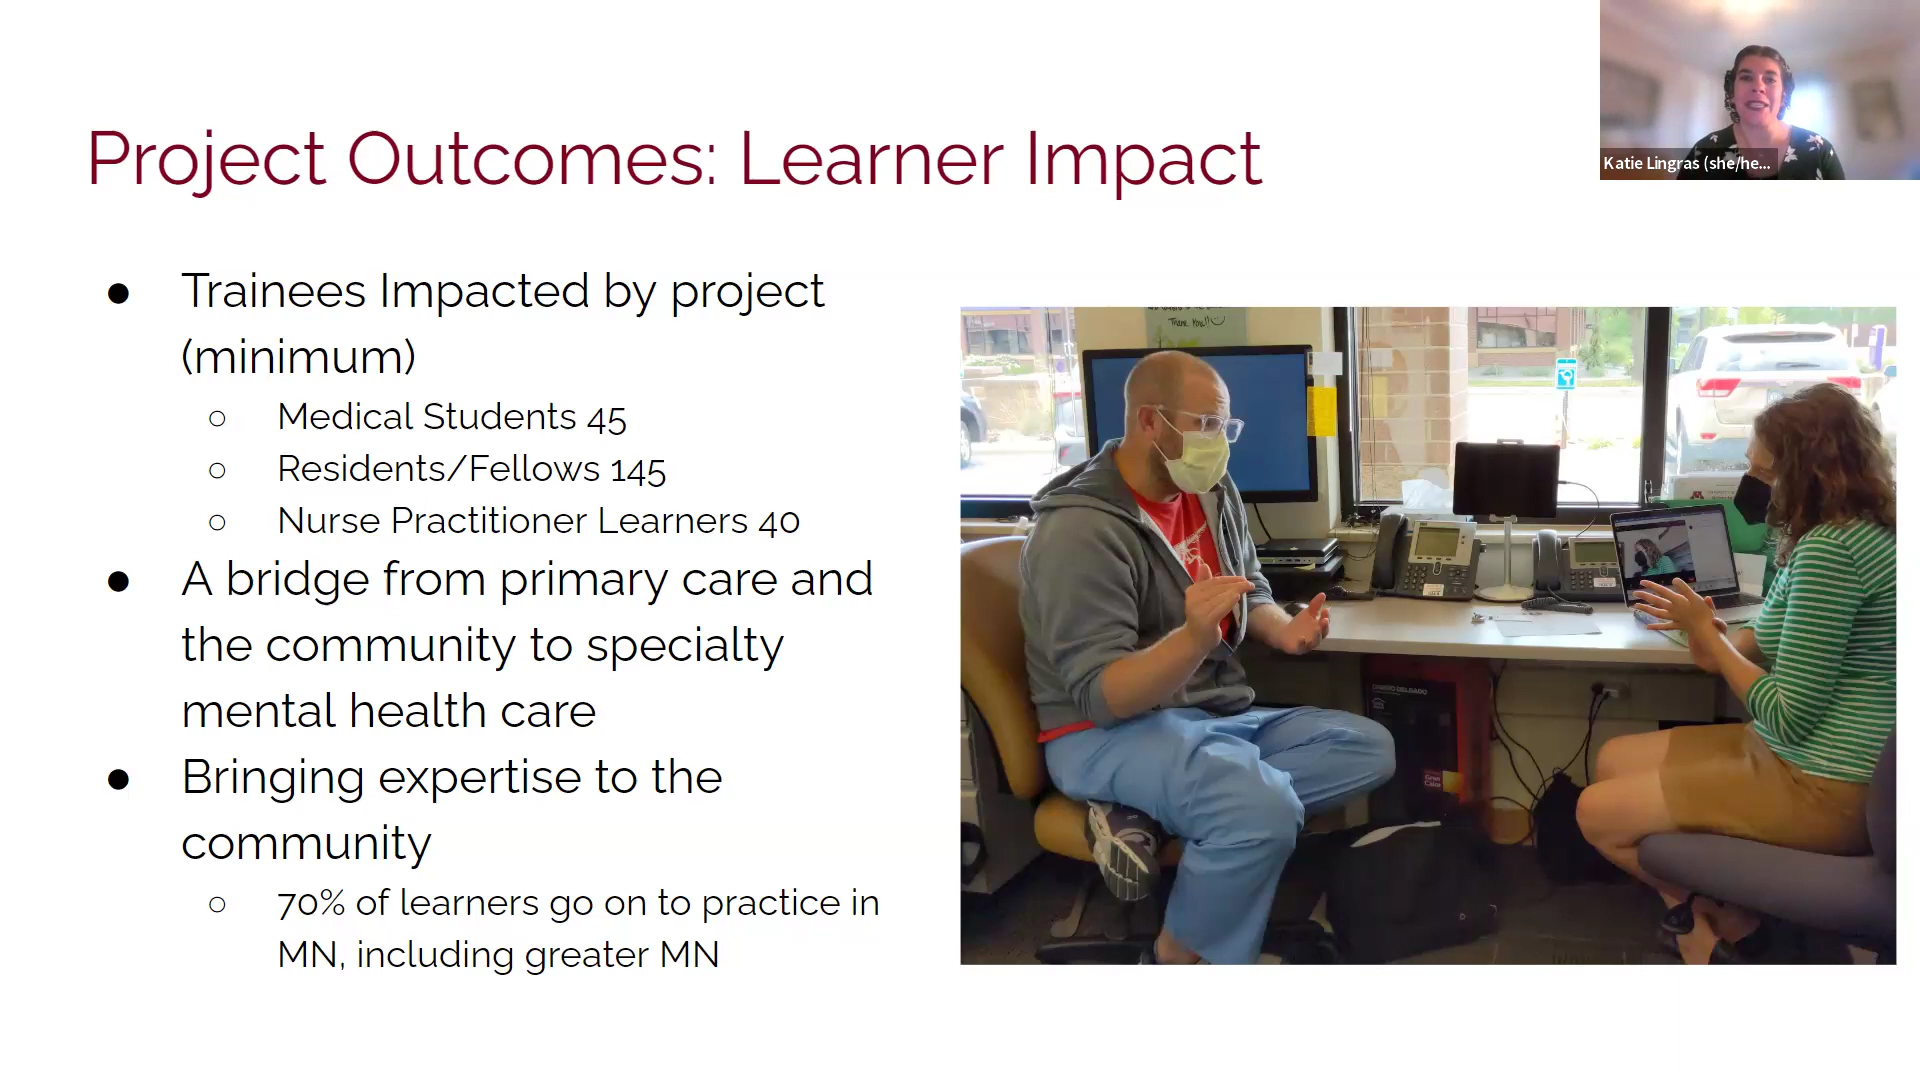 Project Outcomes: Learner Impact
Katie Lingras (she/he...
● Trainees Impacted by project
(minimum)
○ Medical Students 45
○ Residents/Fellows 145
○ Nurse Practitioner Learners 40
● A bridge from primary care and
the community to specialty
mental health care
● Bringing expertise to the
community
○ 70% of learners go on to practice in
MN, including greater MN
Thank You!!